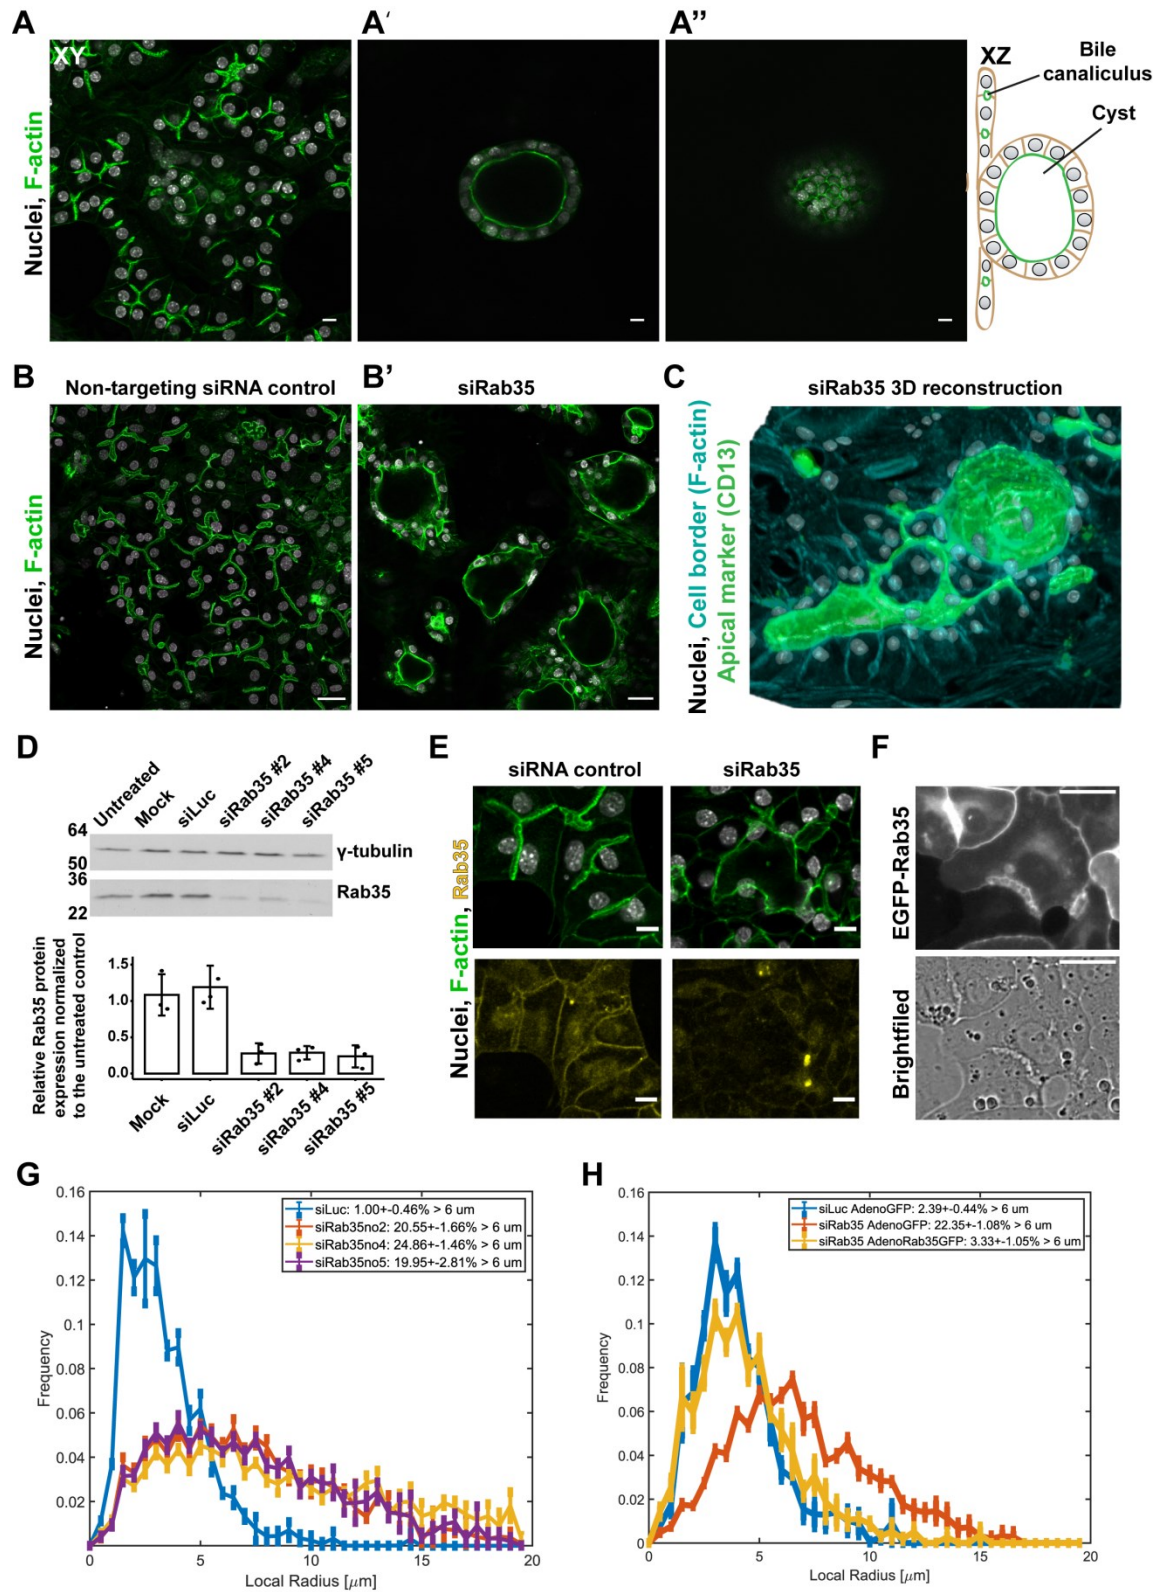 A
A′
A″
Nuclei, F-actin
XY
XZ
Bile
canaliculus
Cyst
B
Non-targeting siRNA control
B'
siRab35
C
siRab35 3D reconstruction
Nuclei, F-actin
Nuclei, Cell border (F-actin)
Apical marker (CD13)
D
Untreated
Mock
siLuc
siRab35 #2
siRab35 #4
siRab35 #5
64
50
γ-tubulin
36
22
Rab35
Relative Rab35 protein
expression normalized
to the untreated control
1.5
1.0
0.5
0.0
Mock
siLuc
siRab35 #2
siRab35 #4
siRab35 #5
E
siRNA control
siRab35
Nuclei, F-actin, Rab35
F
EGFP-Rab35
Brightfiled
G
0.16
0.14
0.12
0.1
0.08
0.06
0.04
0.02
0
Frequency
siLuc: 1.00+-0.46% > 6 um
siRab35no2: 20.55+-1.66% > 6 um
siRab35no4: 24.86+-1.46% > 6 um
siRab35no5: 19.95+-2.81% > 6 um
0 5 10 15 20
Local Radius [μm]
H
0.16
0.14
0.12
0.1
0.08
0.06
0.04
0.02
0
Frequency
siLuc AdenoGFP: 2.39+-0.44% > 6 um
siRab35 AdenoGFP: 22.35+-1.08% > 6 um
siRab35 AdenoRab35GFP: 3.33+-1.05% > 6 um
0 5 10 15 20
Local Radius [μm]